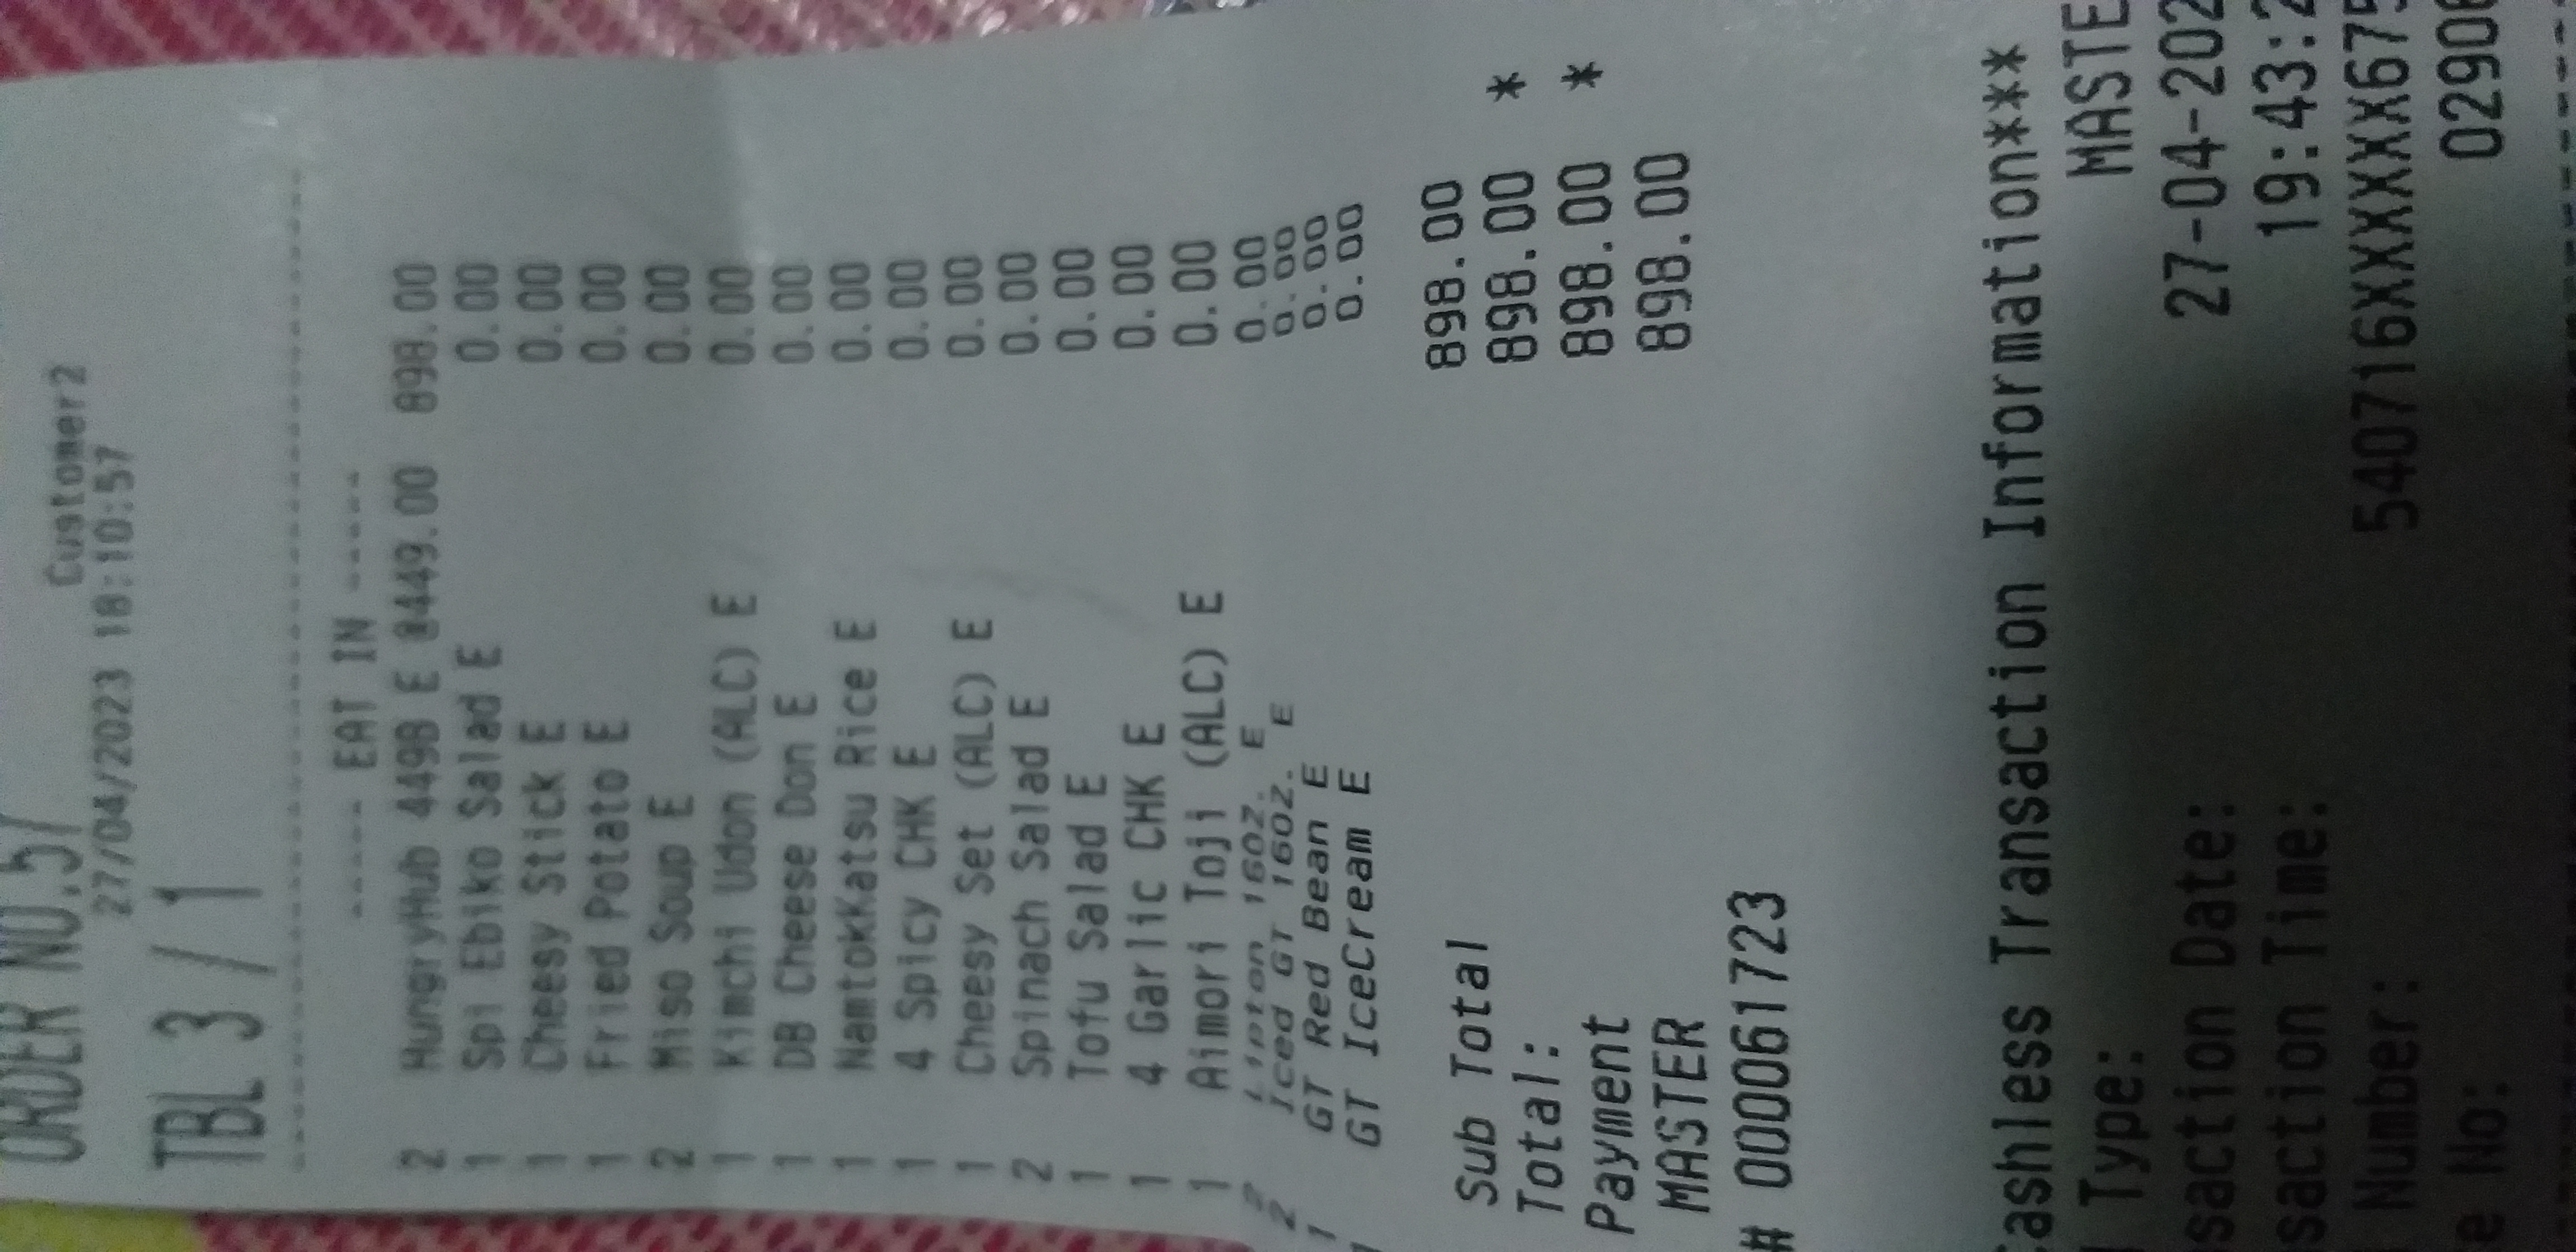 ORDER NO.57
Customer2
27/04/2023 18:10:57
TBL 3 / 1
----- EAT IN -----
2 HungryHub 449B E @449.00 898.00
1 Spi Ebiko Salad E 0.00
1 Cheesy Stick E 0.00
1 Fried Potato E 0.00
2 Miso Soup E 0.00
1 Kimchi Udon (ALC) E 0.00
1 DB Cheese Don E 0.00
1 NamtokKatsu Rice E 0.00
1 4 Spicy CHK E 0.00
1 Cheesy Set (ALC) E 0.00
2 Spinach Salad E 0.00
1 Tofu Salad E 0.00
1 4 Garlic CHK E 0.00
1 Aimori Toji (ALC) E 0.00
Lipton 16OZ. E 0.00
2 Iced GT 16OZ. E 0.00
1 GT Red Bean E 0.00
1 GT IceCream E 0.00
Sub Total 898.00
Total: 898.00 *
Payment 898.00 *
MASTER 898.00
# 000061723
ashless Transaction Information***
Type: MASTE
saction Date: 27-04-202
saction Time: 19:43:2
Number: 540716XXXXXX675
e No: 02906